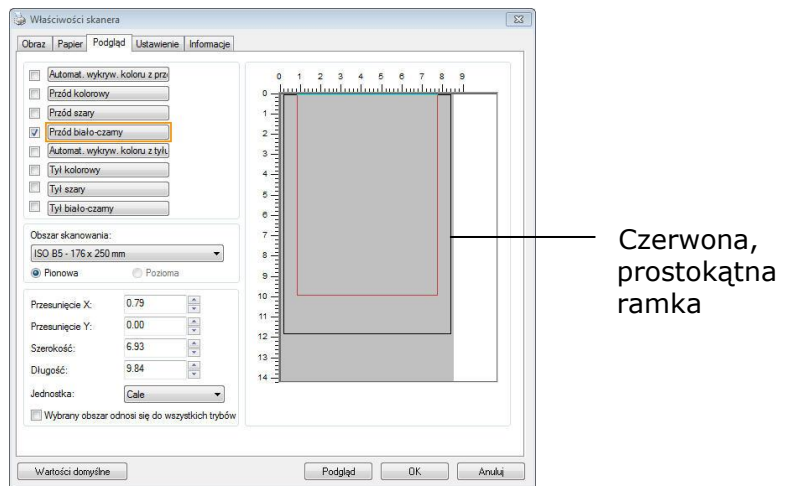 Właściwości skanera
Obraz Papier Podgląd Ustawienie Informacje
Automat. wykryw. koloru z prz
Przód kolorowy
Przód szary
Przód biało-czarny
Automat. wykryw. koloru z tyłu
Tył kolorowy
Tył szary
Tył biało-czarny
Obszar skanowania:
ISO B5 - 176 x 250 mm
Pionowa Pozioma
Przesunięcie X: 0.79
Przesunięcie Y: 0.00
Szerokość: 6.93
Długość: 9.84
Jednostka: Cale
Wybrany obszar odnosi się do wszystkich trybów
0 1 2 3 4 5 6 7 8 9
0
1
2
3
4
5
6
7
8
9
10
11
12
13
14
Czerwona,
prostokątna
ramka
Wartości domyślne Podgląd OK Anuluj